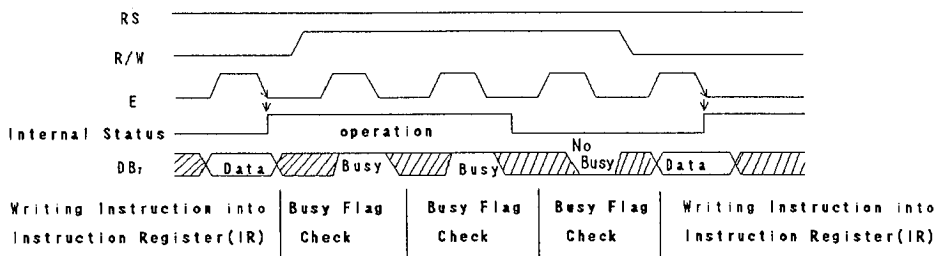 RS
R/W
E
Internal Status
operation
DB₇
Data
Busy
Busy
No
Busy
Data
Writing Instruction into
Instruction Register(IR)
Busy Flag
Check
Busy Flag
Check
Busy Flag
Check
Writing Instruction into
Instruction Register(IR)